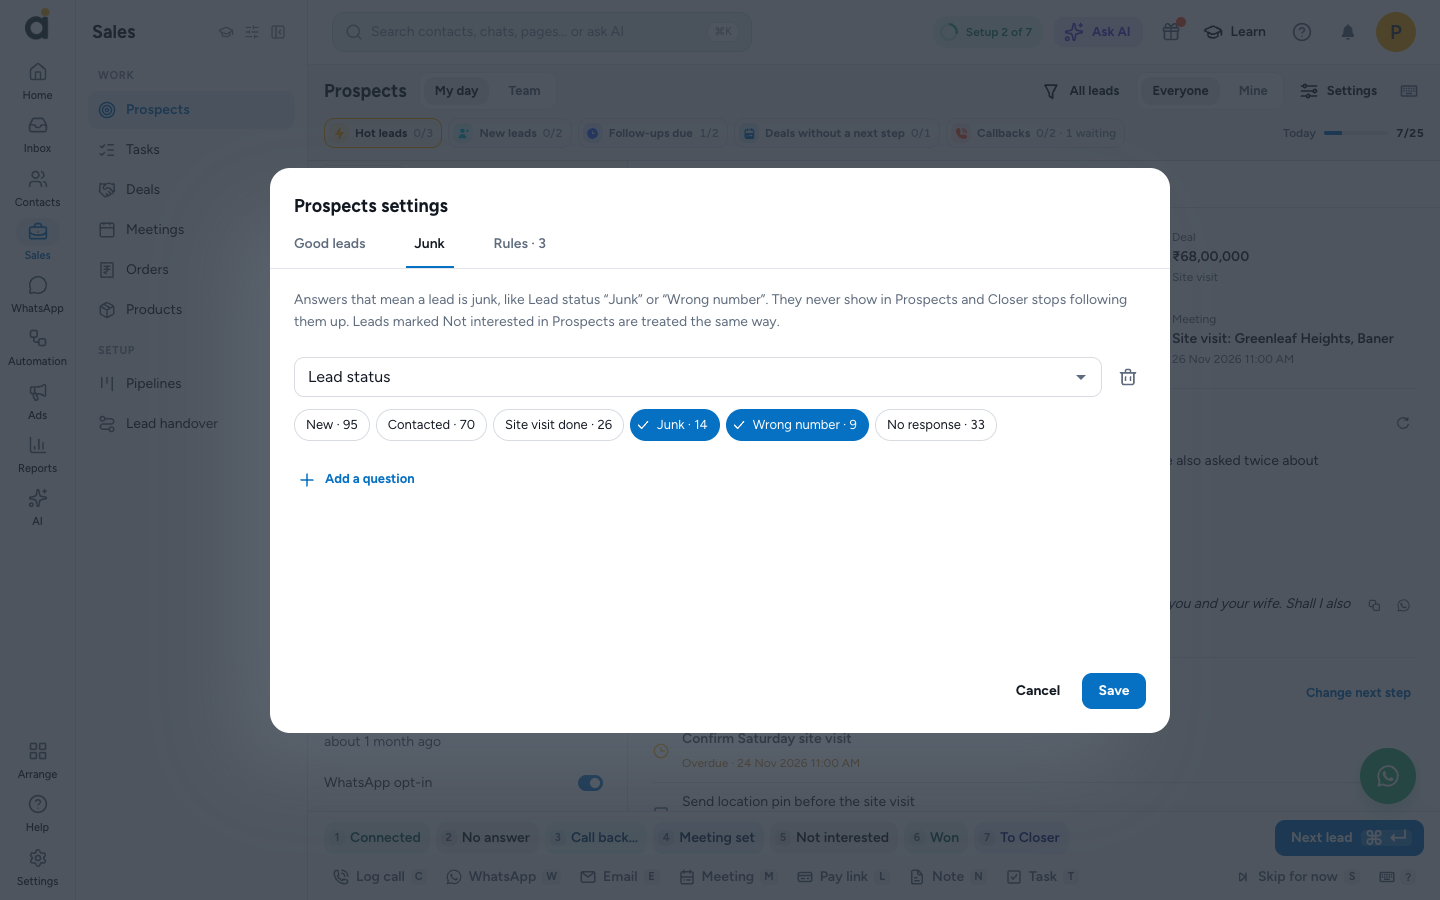 Sales
Search contacts, chats, pages... or ask AI
⌘K
Setup 2 of 7
Ask AI
Learn
P
Home
Inbox
Contacts
Sales
WhatsApp
Automation
Ads
Reports
AI
Arrange
Help
Settings
WORK
Prospects
Tasks
Deals
Meetings
Orders
Products
SETUP
Pipelines
Lead handover
Prospects
My day
Team
All leads
Everyone
Mine
Settings
Hot leads 0/3
New leads 0/2
Follow-ups due 1/2
Deals without a next step 0/1
Callbacks 0/2 · 1 waiting
Today
7/25
Prospects settings
Good leads
Junk
Rules · 3
Answers that mean a lead is junk, like Lead status “Junk” or “Wrong number”. They never show in Prospects and Closer stops following
them up. Leads marked Not interested in Prospects are treated the same way.
Lead status
New · 95
Contacted · 70
Site visit done · 26
Junk · 14
Wrong number · 9
No response · 33
Add a question
Cancel
Save
Deal
₹68,00,000
Site visit
Meeting
Site visit: Greenleaf Heights, Baner
26 Nov 2026 11:00 AM
also asked twice about
you and your wife. Shall I also
Change next step
about 1 month ago
WhatsApp opt-in
Confirm Saturday site visit
Overdue · 24 Nov 2026 11:00 AM
Send location pin before the site visit
1 Connected
2 No answer
3 Call back...
4 Meeting set
5 Not interested
6 Won
7 To Closer
Next lead ⌘
Log call C
WhatsApp W
Email E
Meeting M
Pay link L
Note N
Task T
Skip for now S
?